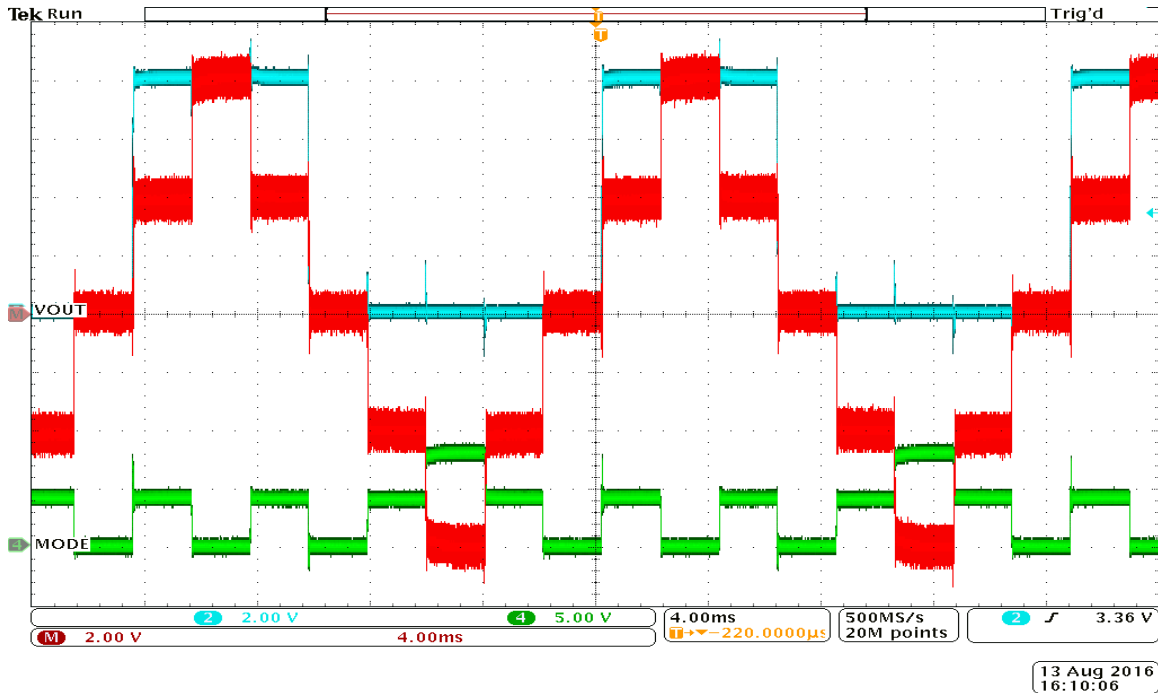 Tek Run Trig'd
T
T
M VOUT
4 MODE
2 2.00 V 4 5.00 V
M 2.00 V 4.00ms
4.00ms
T→▼−220.0000µs
500MS/s
20M points
2 ʃ 3.36 V
13 Aug 2016
16:10:06